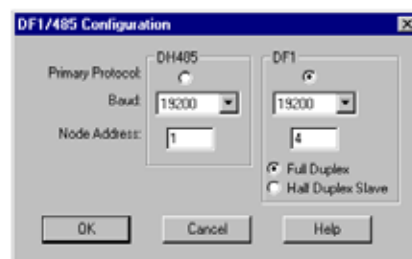 DF1/485 Configuration
DH485 DF1
Primary Protocol:
Baud: 19200 19200
Node Address: 1 4
Full Duplex
Half Duplex Slave
OK Cancel Help